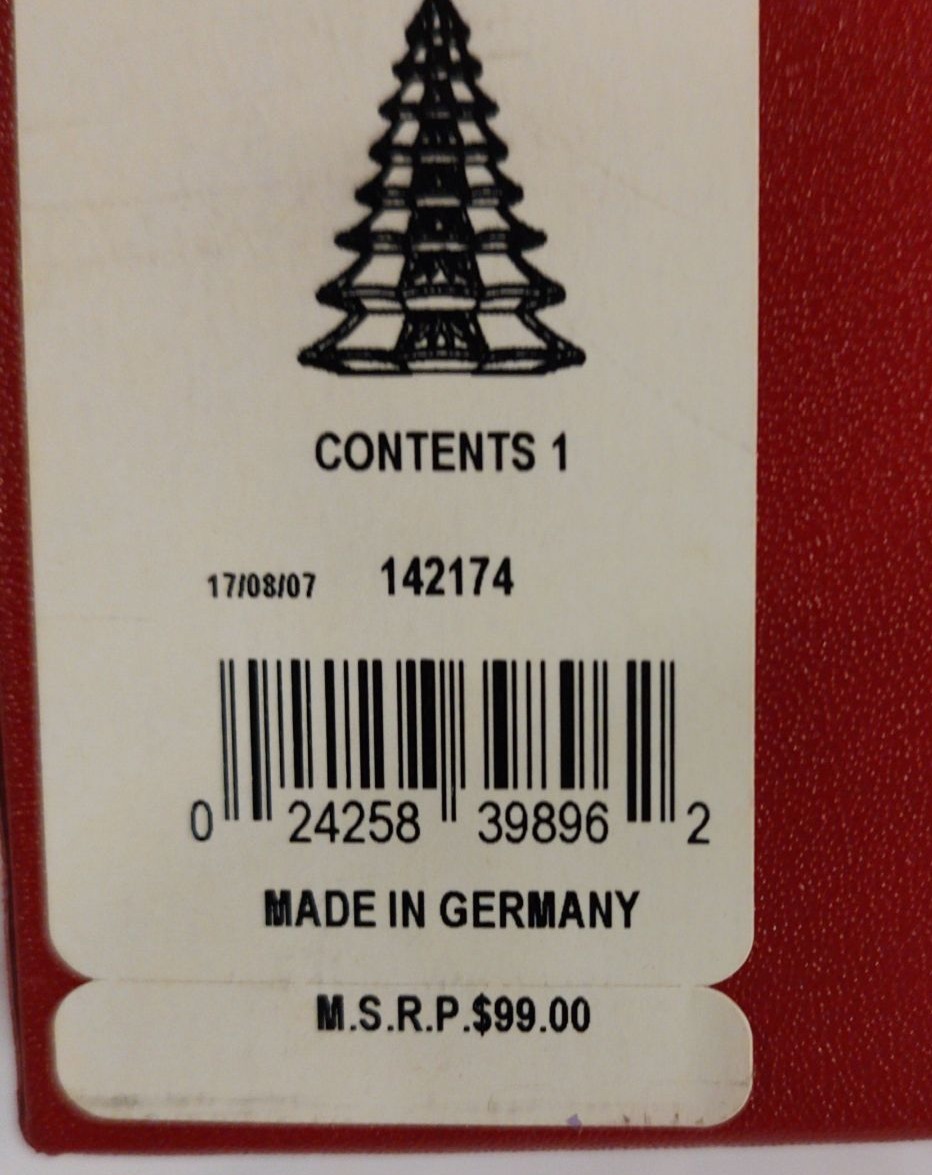 CONTENTS 1
17/08/07 142174
0 24258 39896 2
MADE IN GERMANY
M.S.R.P.$99.00